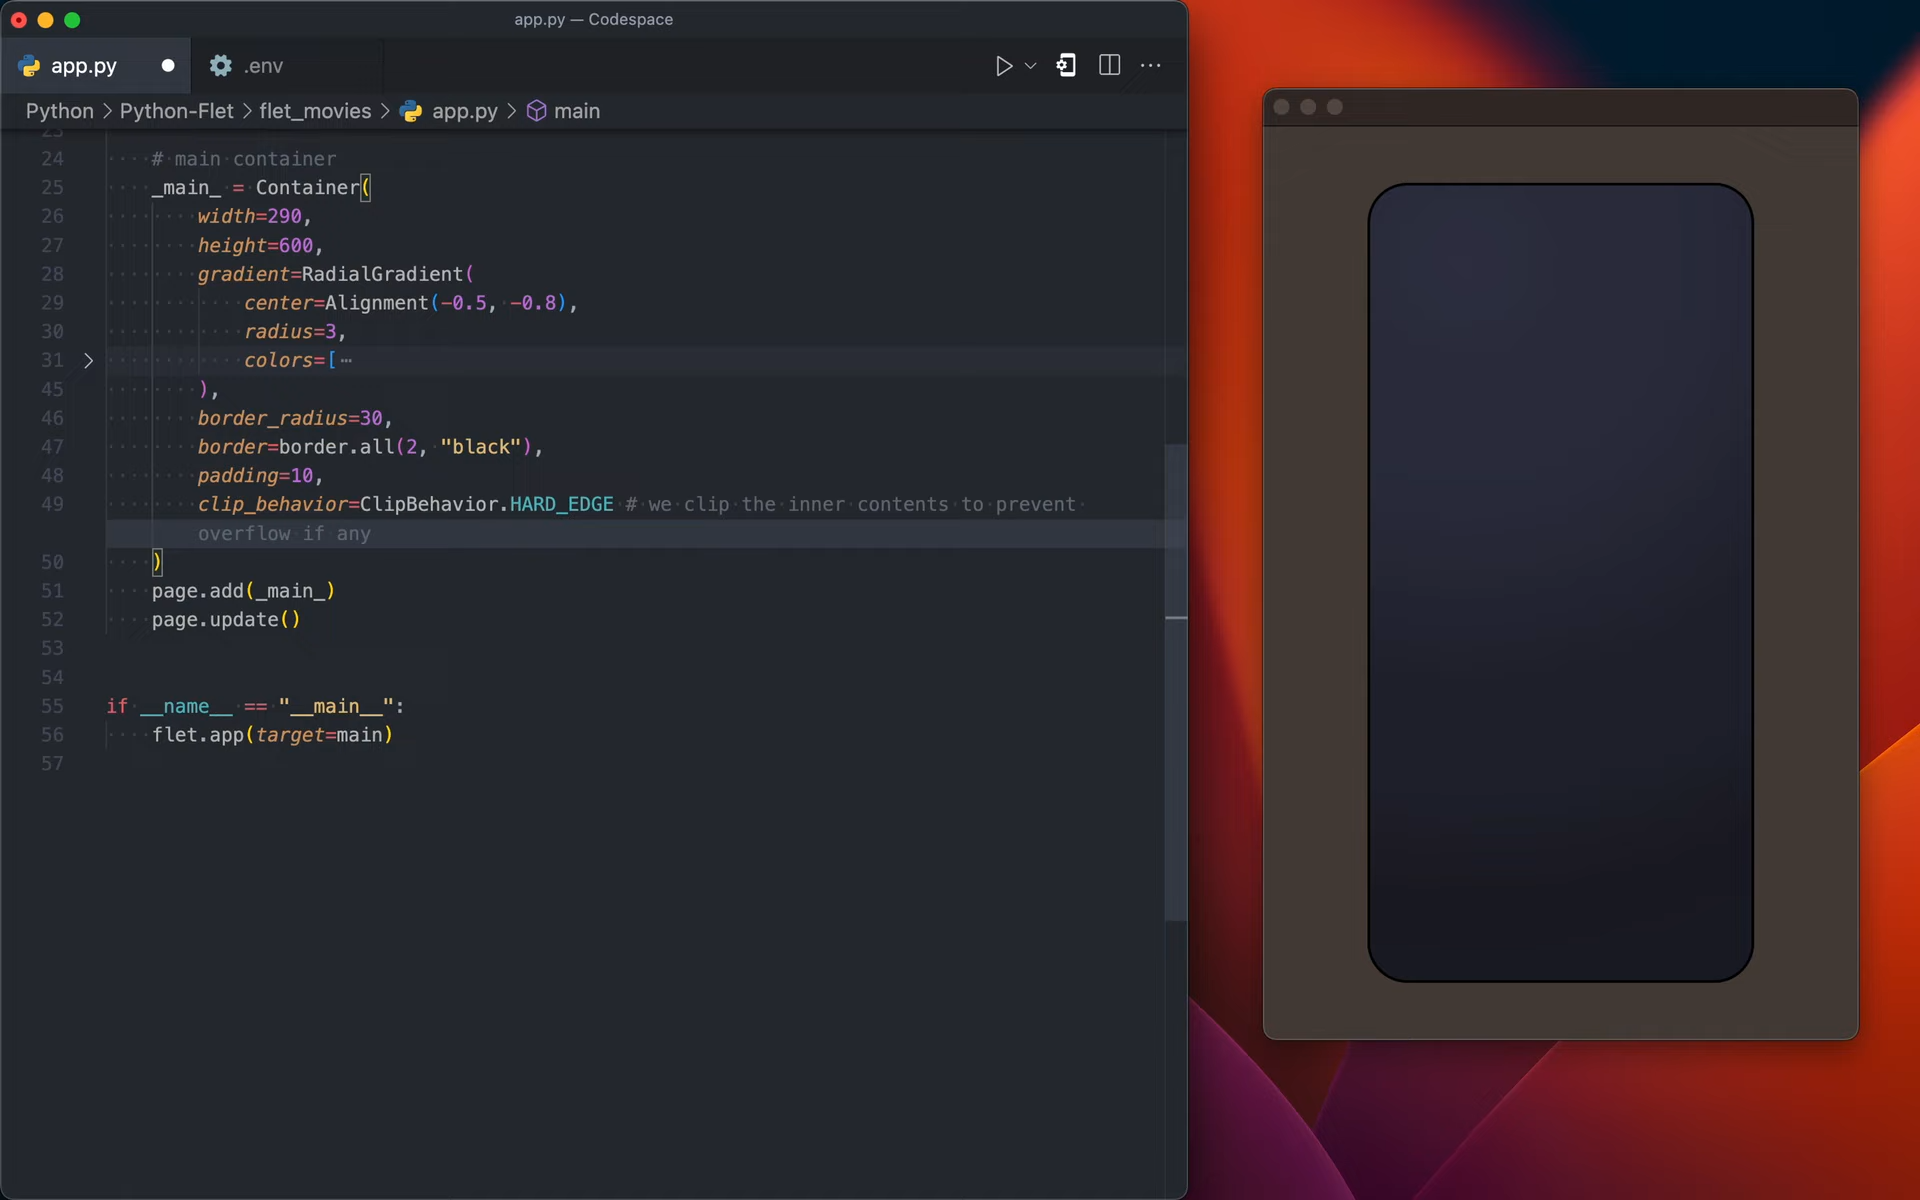 app.py — Codespace
app.py
.env
Python > Python-Flet > flet_movies > app.py > main
23
24 # main container
25 _main_ = Container(
26 width=290,
27 height=600,
28 gradient=RadialGradient(
29 center=Alignment(-0.5, -0.8),
30 radius=3,
31 colors=[⋯
45 ),
46 border_radius=30,
47 border=border.all(2, "black"),
48 padding=10,
49 clip_behavior=ClipBehavior.HARD_EDGE # we clip the inner contents to prevent
overflow if any
50 )
51 page.add(_main_)
52 page.update()
53
54
55 if __name__ == "__main__":
56 flet.app(target=main)
57